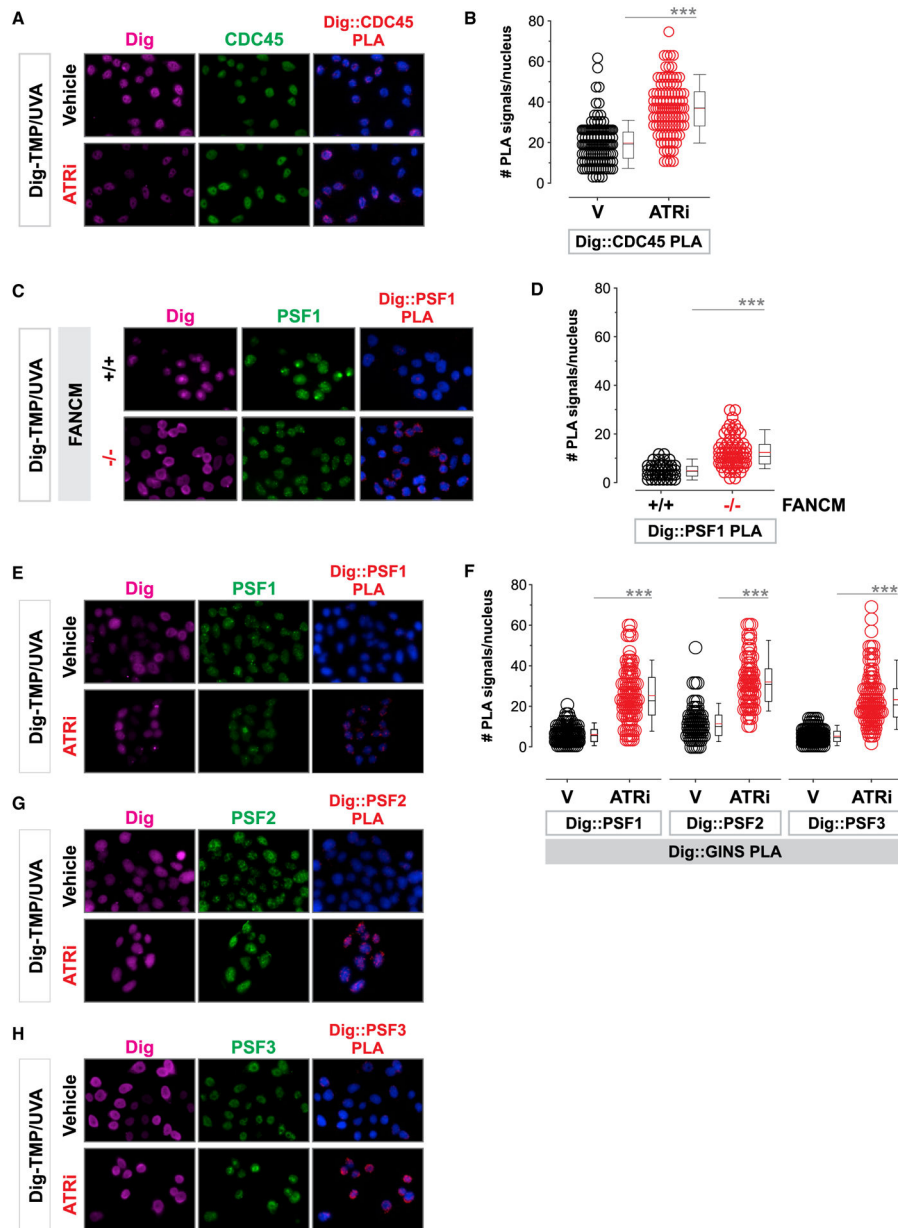 A
Dig-TMP/UVA
Vehicle
ATRi
Dig
CDC45
Dig::CDC45
PLA
B
***
# PLA signals/nucleus
80
60
40
20
0
V
ATRi
Dig::CDC45 PLA
C
Dig-TMP/UVA
FANCM
+/+
-/-
Dig
PSF1
Dig::PSF1
PLA
D
***
# PLA signals/nucleus
80
60
40
20
0
+/+
-/-
FANCM
Dig::PSF1 PLA
E
Dig-TMP/UVA
Vehicle
ATRi
Dig
PSF1
Dig::PSF1
PLA
F
***
***
***
# PLA signals/nucleus
80
60
40
20
0
V
ATRi
V
ATRi
V
ATRi
Dig::PSF1
Dig::PSF2
Dig::PSF3
Dig::GINS PLA
G
Dig-TMP/UVA
Vehicle
ATRi
Dig
PSF2
Dig::PSF2
PLA
H
Dig-TMP/UVA
Vehicle
ATRi
Dig
PSF3
Dig::PSF3
PLA